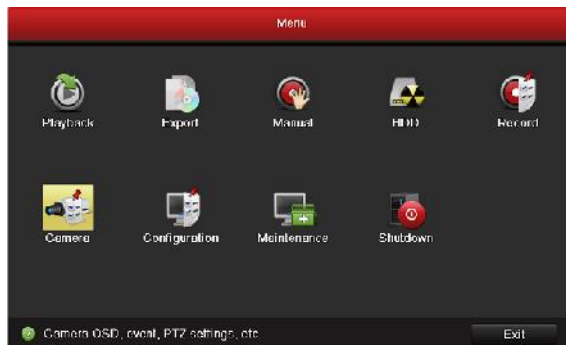 Menu
Playback Export Manual HDD Record
Camera Configuration Maintenance Shutdown
Camera OSD, event, PTZ settings, etc
Exit